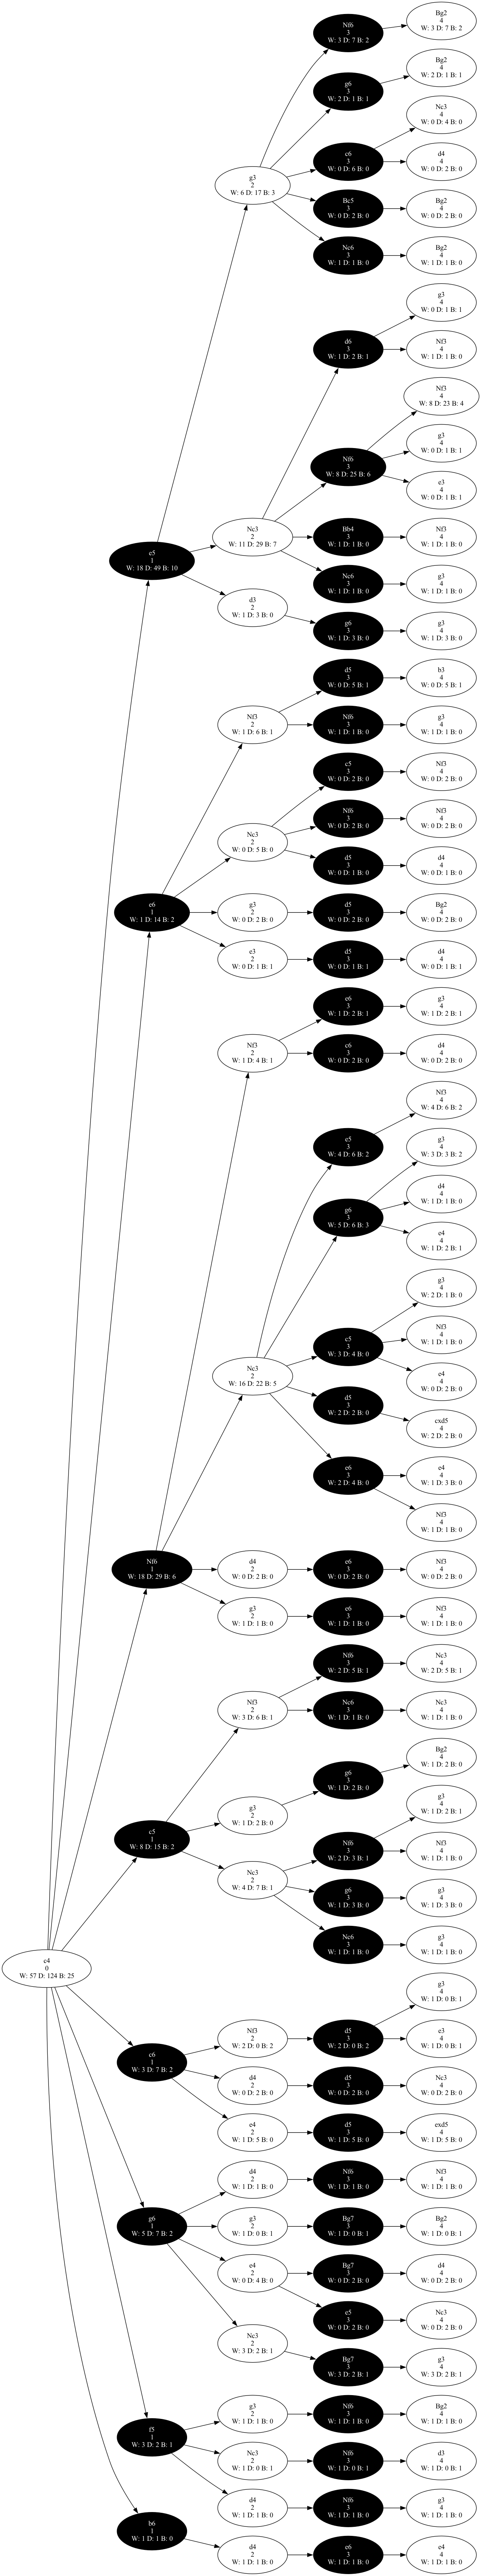 Nf6
3
W: 3 D: 7 B: 2
Bg2
4
W: 3 D: 7 B: 2
g6
3
W: 2 D: 1 B: 1
Bg2
4
W: 2 D: 1 B: 1
Nc3
4
W: 0 D: 4 B: 0
c6
3
W: 0 D: 6 B: 0
d4
4
W: 0 D: 2 B: 0
g3
2
W: 6 D: 17 B: 3
Bc5
3
W: 0 D: 2 B: 0
Bg2
4
W: 0 D: 2 B: 0
Nc6
3
W: 1 D: 1 B: 0
Bg2
4
W: 1 D: 1 B: 0
g3
4
W: 0 D: 1 B: 1
d6
3
W: 1 D: 2 B: 1
Nf3
4
W: 1 D: 1 B: 0
Nf3
4
W: 8 D: 23 B: 4
g3
4
W: 0 D: 1 B: 1
Nf6
3
W: 8 D: 25 B: 6
e3
4
W: 0 D: 1 B: 1
Nc3
2
W: 11 D: 29 B: 7
Bb4
3
W: 1 D: 1 B: 0
Nf3
4
W: 1 D: 1 B: 0
e5
1
W: 18 D: 49 B: 10
Nc6
3
W: 1 D: 1 B: 0
g3
4
W: 1 D: 1 B: 0
d3
2
W: 1 D: 3 B: 0
g6
3
W: 1 D: 3 B: 0
g3
4
W: 1 D: 3 B: 0
d5
3
W: 0 D: 5 B: 1
b3
4
W: 0 D: 5 B: 1
Nf3
2
W: 1 D: 6 B: 1
Nf6
3
W: 1 D: 1 B: 0
g3
4
W: 1 D: 1 B: 0
c5
3
W: 0 D: 2 B: 0
Nf3
4
W: 0 D: 2 B: 0
Nc3
2
W: 0 D: 5 B: 0
Nf6
3
W: 0 D: 2 B: 0
Nf3
4
W: 0 D: 2 B: 0
d5
3
W: 0 D: 1 B: 0
d4
4
W: 0 D: 1 B: 0
e6
1
W: 1 D: 14 B: 2
g3
2
W: 0 D: 2 B: 0
d5
3
W: 0 D: 2 B: 0
Bg2
4
W: 0 D: 2 B: 0
e3
2
W: 0 D: 1 B: 1
d5
3
W: 0 D: 1 B: 1
d4
4
W: 0 D: 1 B: 1
e6
3
W: 1 D: 2 B: 1
g3
4
W: 1 D: 2 B: 1
Nf3
2
W: 1 D: 4 B: 1
c6
3
W: 0 D: 2 B: 0
d4
4
W: 0 D: 2 B: 0
Nf3
4
W: 4 D: 6 B: 2
e5
3
W: 4 D: 6 B: 2
g3
4
W: 3 D: 3 B: 2
d4
4
W: 1 D: 1 B: 0
g6
3
W: 5 D: 6 B: 3
e4
4
W: 1 D: 2 B: 1
g3
4
W: 2 D: 1 B: 0
Nf3
4
W: 1 D: 1 B: 0
c5
3
W: 3 D: 4 B: 0
e4
4
W: 0 D: 2 B: 0
Nc3
2
W: 16 D: 22 B: 5
d5
3
W: 2 D: 2 B: 0
cxd5
4
W: 2 D: 2 B: 0
e6
3
W: 2 D: 4 B: 0
e4
4
W: 1 D: 3 B: 0
Nf3
4
W: 1 D: 1 B: 0
Nf6
1
W: 18 D: 29 B: 6
d4
2
W: 0 D: 2 B: 0
e6
3
W: 0 D: 2 B: 0
Nf3
4
W: 0 D: 2 B: 0
g3
2
W: 1 D: 1 B: 0
e6
3
W: 1 D: 1 B: 0
Nf3
4
W: 1 D: 1 B: 0
Nf6
3
W: 2 D: 5 B: 1
Nc3
4
W: 2 D: 5 B: 1
Nf3
2
W: 3 D: 6 B: 1
Nc6
3
W: 1 D: 1 B: 0
Nc3
4
W: 1 D: 1 B: 0
Bg2
4
W: 1 D: 2 B: 0
g6
3
W: 1 D: 2 B: 0
g3
2
W: 1 D: 2 B: 0
g3
4
W: 1 D: 2 B: 1
c5
1
W: 8 D: 15 B: 2
Nf6
3
W: 2 D: 3 B: 1
Nf3
4
W: 1 D: 1 B: 0
Nc3
2
W: 4 D: 7 B: 1
g6
3
W: 1 D: 3 B: 0
g3
4
W: 1 D: 3 B: 0
Nc6
3
W: 1 D: 1 B: 0
g3
4
W: 1 D: 1 B: 0
c4
0
W: 57 D: 124 B: 25
g3
4
W: 1 D: 0 B: 1
Nf3
2
W: 2 D: 0 B: 2
d5
3
W: 2 D: 0 B: 2
e3
4
W: 1 D: 0 B: 1
c6
1
W: 3 D: 7 B: 2
d4
2
W: 0 D: 2 B: 0
d5
3
W: 0 D: 2 B: 0
Nc3
4
W: 0 D: 2 B: 0
e4
2
W: 1 D: 5 B: 0
d5
3
W: 1 D: 5 B: 0
exd5
4
W: 1 D: 5 B: 0
d4
2
W: 1 D: 1 B: 0
Nf6
3
W: 1 D: 1 B: 0
Nf3
4
W: 1 D: 1 B: 0
g6
1
W: 5 D: 7 B: 2
g3
2
W: 1 D: 0 B: 1
Bg7
3
W: 1 D: 0 B: 1
Bg2
4
W: 1 D: 0 B: 1
e4
2
W: 0 D: 4 B: 0
Bg7
3
W: 0 D: 2 B: 0
d4
4
W: 0 D: 2 B: 0
e5
3
W: 0 D: 2 B: 0
Nc3
4
W: 0 D: 2 B: 0
Nc3
2
W: 3 D: 2 B: 1
Bg7
3
W: 3 D: 2 B: 1
g3
4
W: 3 D: 2 B: 1
g3
2
W: 1 D: 1 B: 0
Nf6
3
W: 1 D: 1 B: 0
Bg2
4
W: 1 D: 1 B: 0
f5
1
W: 3 D: 2 B: 1
Nc3
2
W: 1 D: 0 B: 1
Nf6
3
W: 1 D: 0 B: 1
d3
4
W: 1 D: 0 B: 1
d4
2
W: 1 D: 1 B: 0
Nf6
3
W: 1 D: 1 B: 0
g3
4
W: 1 D: 1 B: 0
b6
1
W: 1 D: 1 B: 0
d4
2
W: 1 D: 1 B: 0
e6
3
W: 1 D: 1 B: 0
e4
4
W: 1 D: 1 B: 0